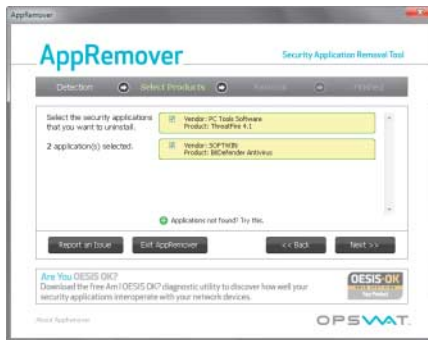 AppRemover
AppRemover
Security Application Removal Tool
Detection
Select Products
Removal
Finished
Select the security applications
that you want to uninstall.
2 application(s) selected.
Vendor: PC Tools Software
Product: ThreatFire 4.1
Vendor: SOFTWIN
Product: BitDefender Antivirus
Applications not found? Try this.
Report an Issue
Exit AppRemover
<< Back
Next >>
Are You OESIS OK?
Download the free Am I OESIS OK? diagnostic utility to discover how well your
security applications interoperate with your network devices.
OESIS-OK
About AppRemover
OPSWAT.